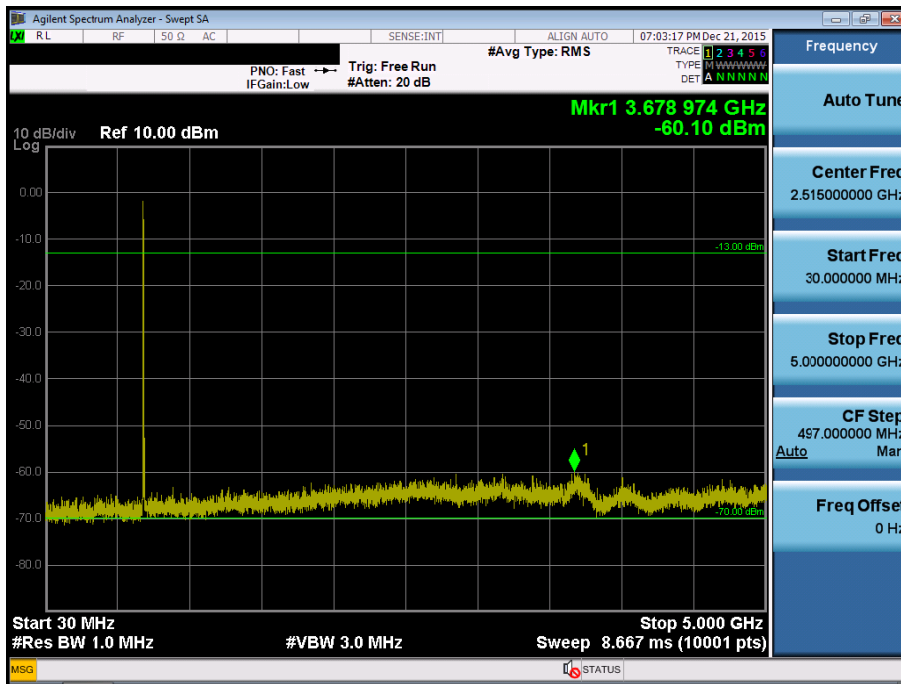 Agilent Spectrum Analyzer - Swept SA
LXI RL RF 50 Ω AC SENSE:INT ALIGN AUTO 07:03:17 PM Dec 21, 2015
PNO: Fast
IFGain:Low
Trig: Free Run
#Atten: 20 dB
#Avg Type: RMS
TRACE 1 2 3 4 5 6
TYPE M WWWWW
DET A N N N N N
Mkr1 3.678 974 GHz
-60.10 dBm
10 dB/div Ref 10.00 dBm
Log
0.00
-10.0
-13.00 dBm
-20.0
-30.0
-40.0
-50.0
1
-60.0
-70.0
-70.00 dBm
-80.0
Start 30 MHz Stop 5.000 GHz
#Res BW 1.0 MHz #VBW 3.0 MHz Sweep 8.667 ms (10001 pts)
MSG STATUS
Frequency
Auto Tune
Center Freq
2.515000000 GHz
Start Freq
30.000000 MHz
Stop Freq
5.000000000 GHz
CF Step
497.000000 MHz
Auto Man
Freq Offset
0 Hz